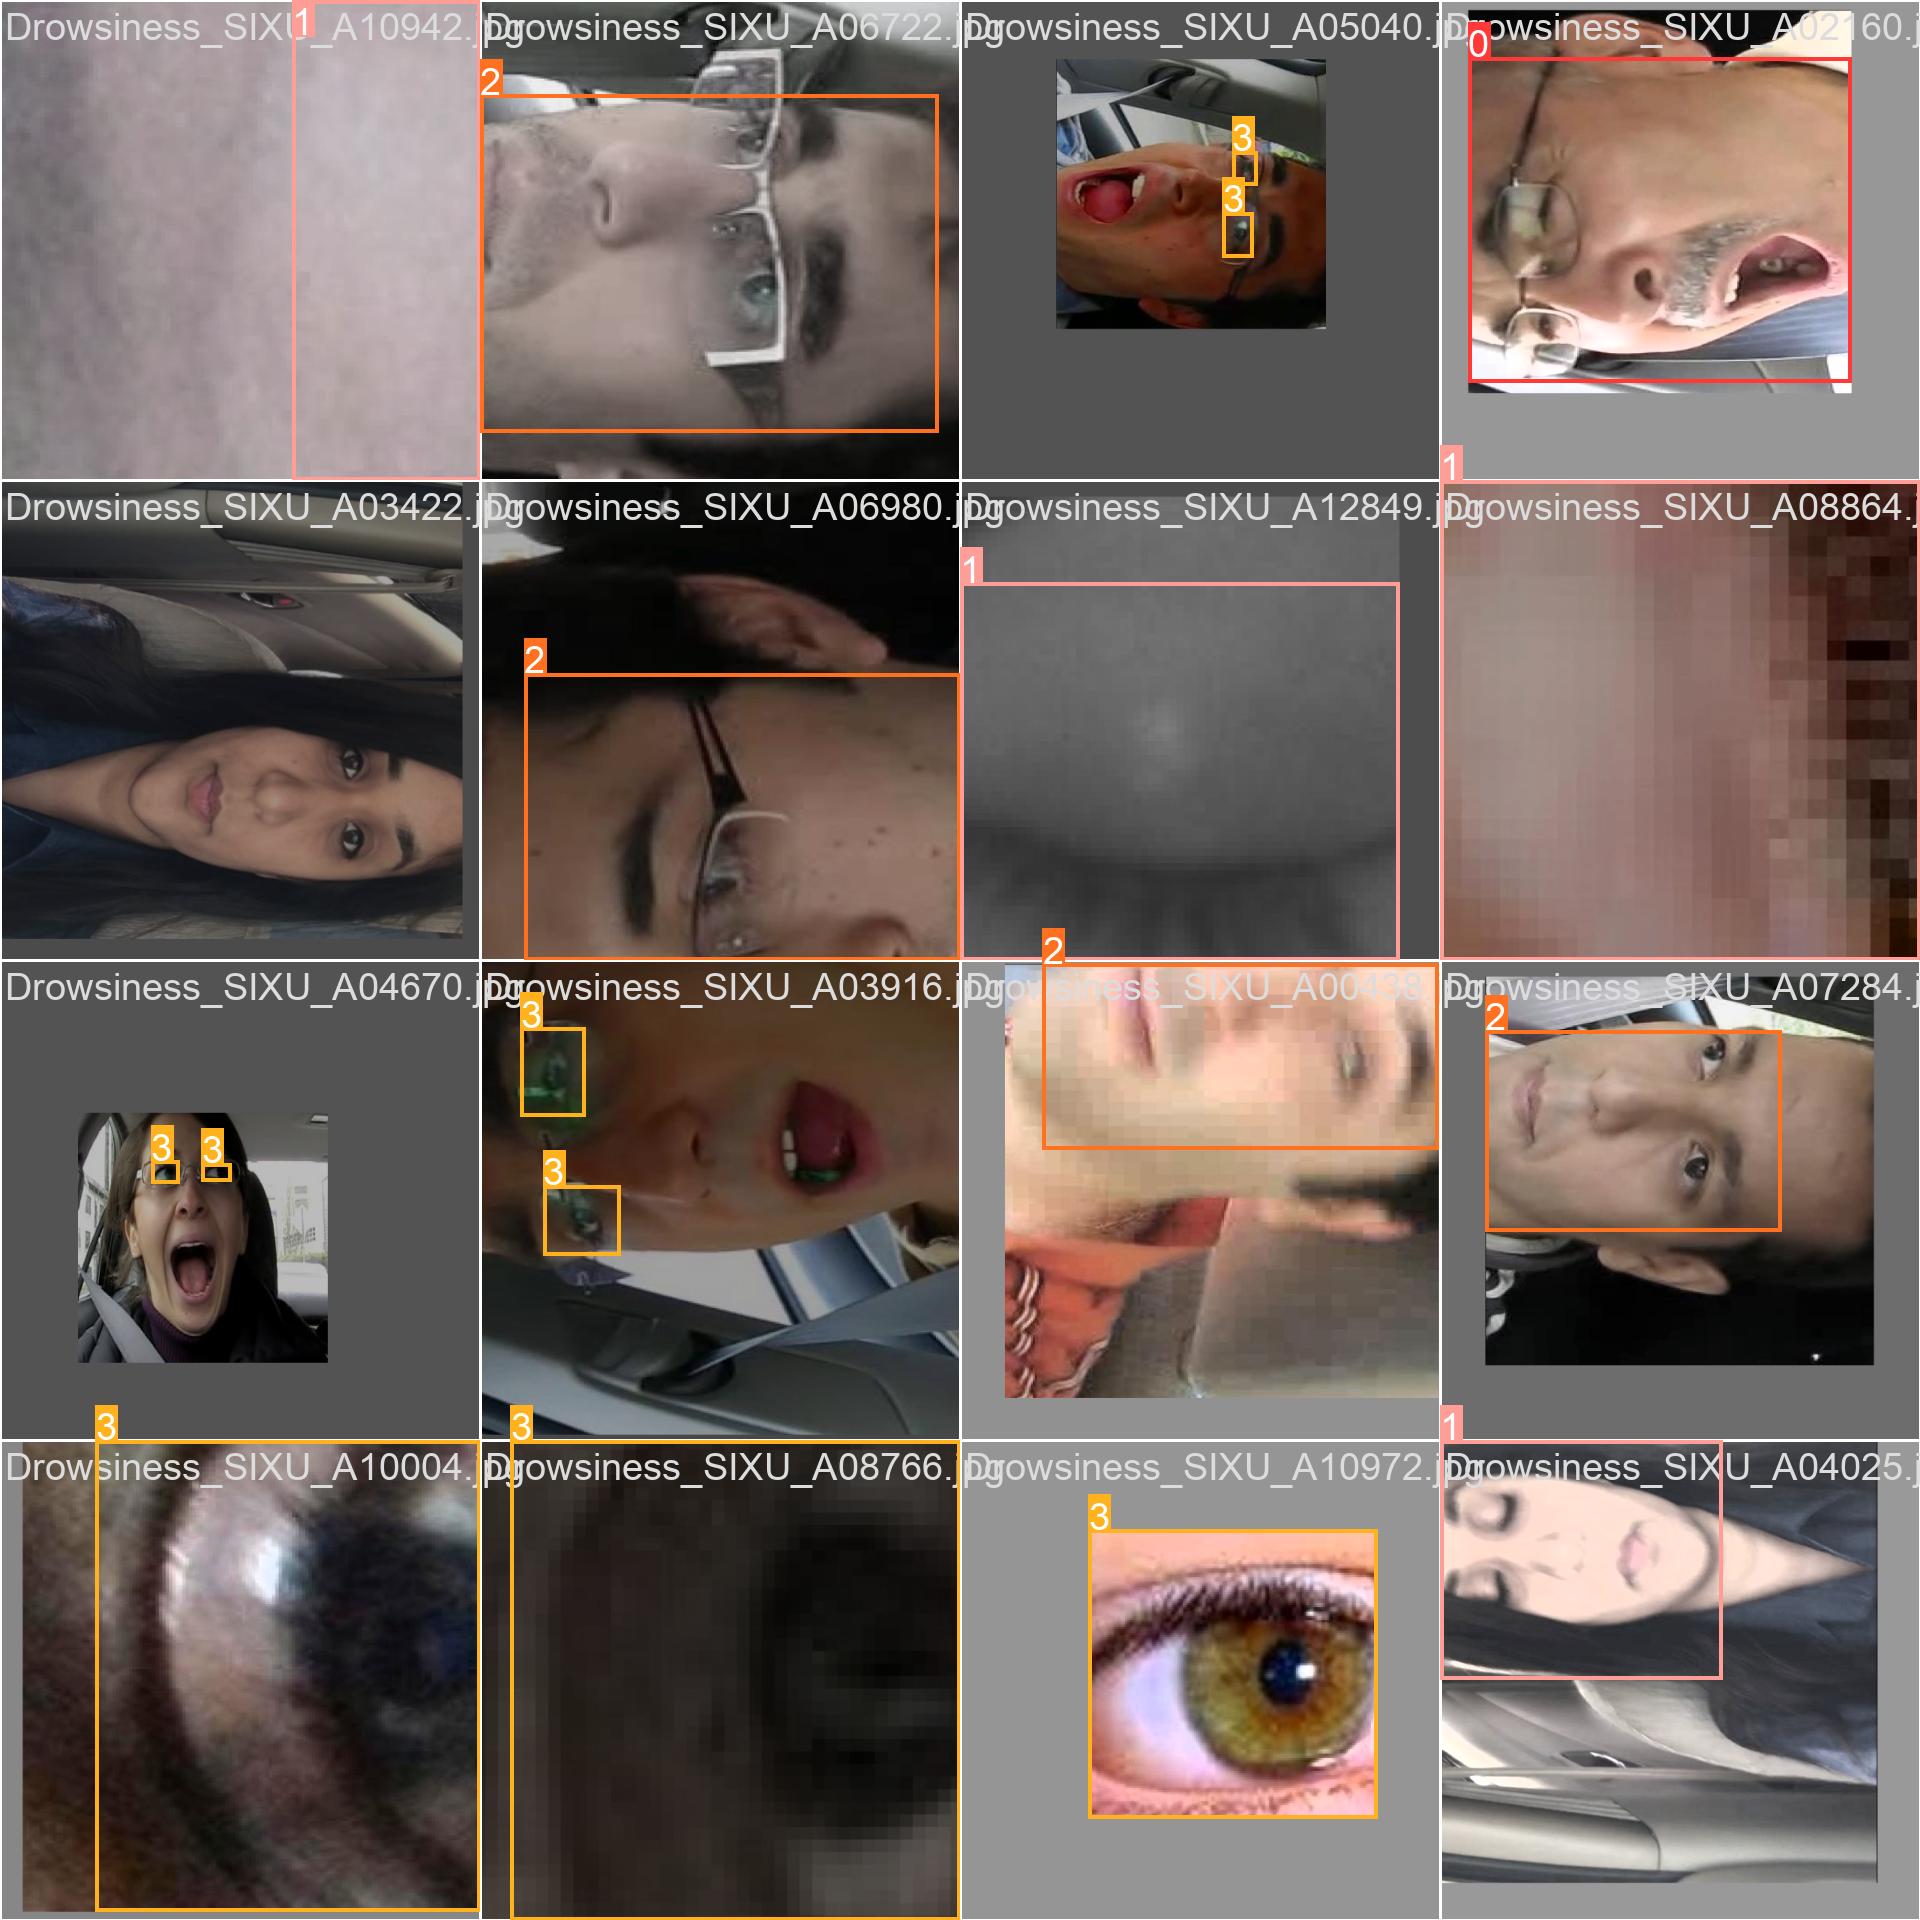 1
Drowsiness_SIXU_A10942.jpg
Drowsiness_SIXU_A06722.jpg
Drowsiness_SIXU_A05040.jpg
Drowsiness_SIXU_A02160.j
2
3
3
0
1
Drowsiness_SIXU_A03422.jpg
Drowsiness_SIXU_A06980.jpg
Drowsiness_SIXU_A12849.jpg
Drowsiness_SIXU_A08864.j
2
1
2
Drowsiness_SIXU_A04670.jpg
Drowsiness_SIXU_A03916.jpg
Drowsiness_SIXU_A00438.jpg
Drowsiness_SIXU_A07284.j
3
2
3
3
3
3
3
1
Drowsiness_SIXU_A10004.jpg
Drowsiness_SIXU_A08766.jpg
Drowsiness_SIXU_A10972.jpg
Drowsiness_SIXU_A04025.j
3